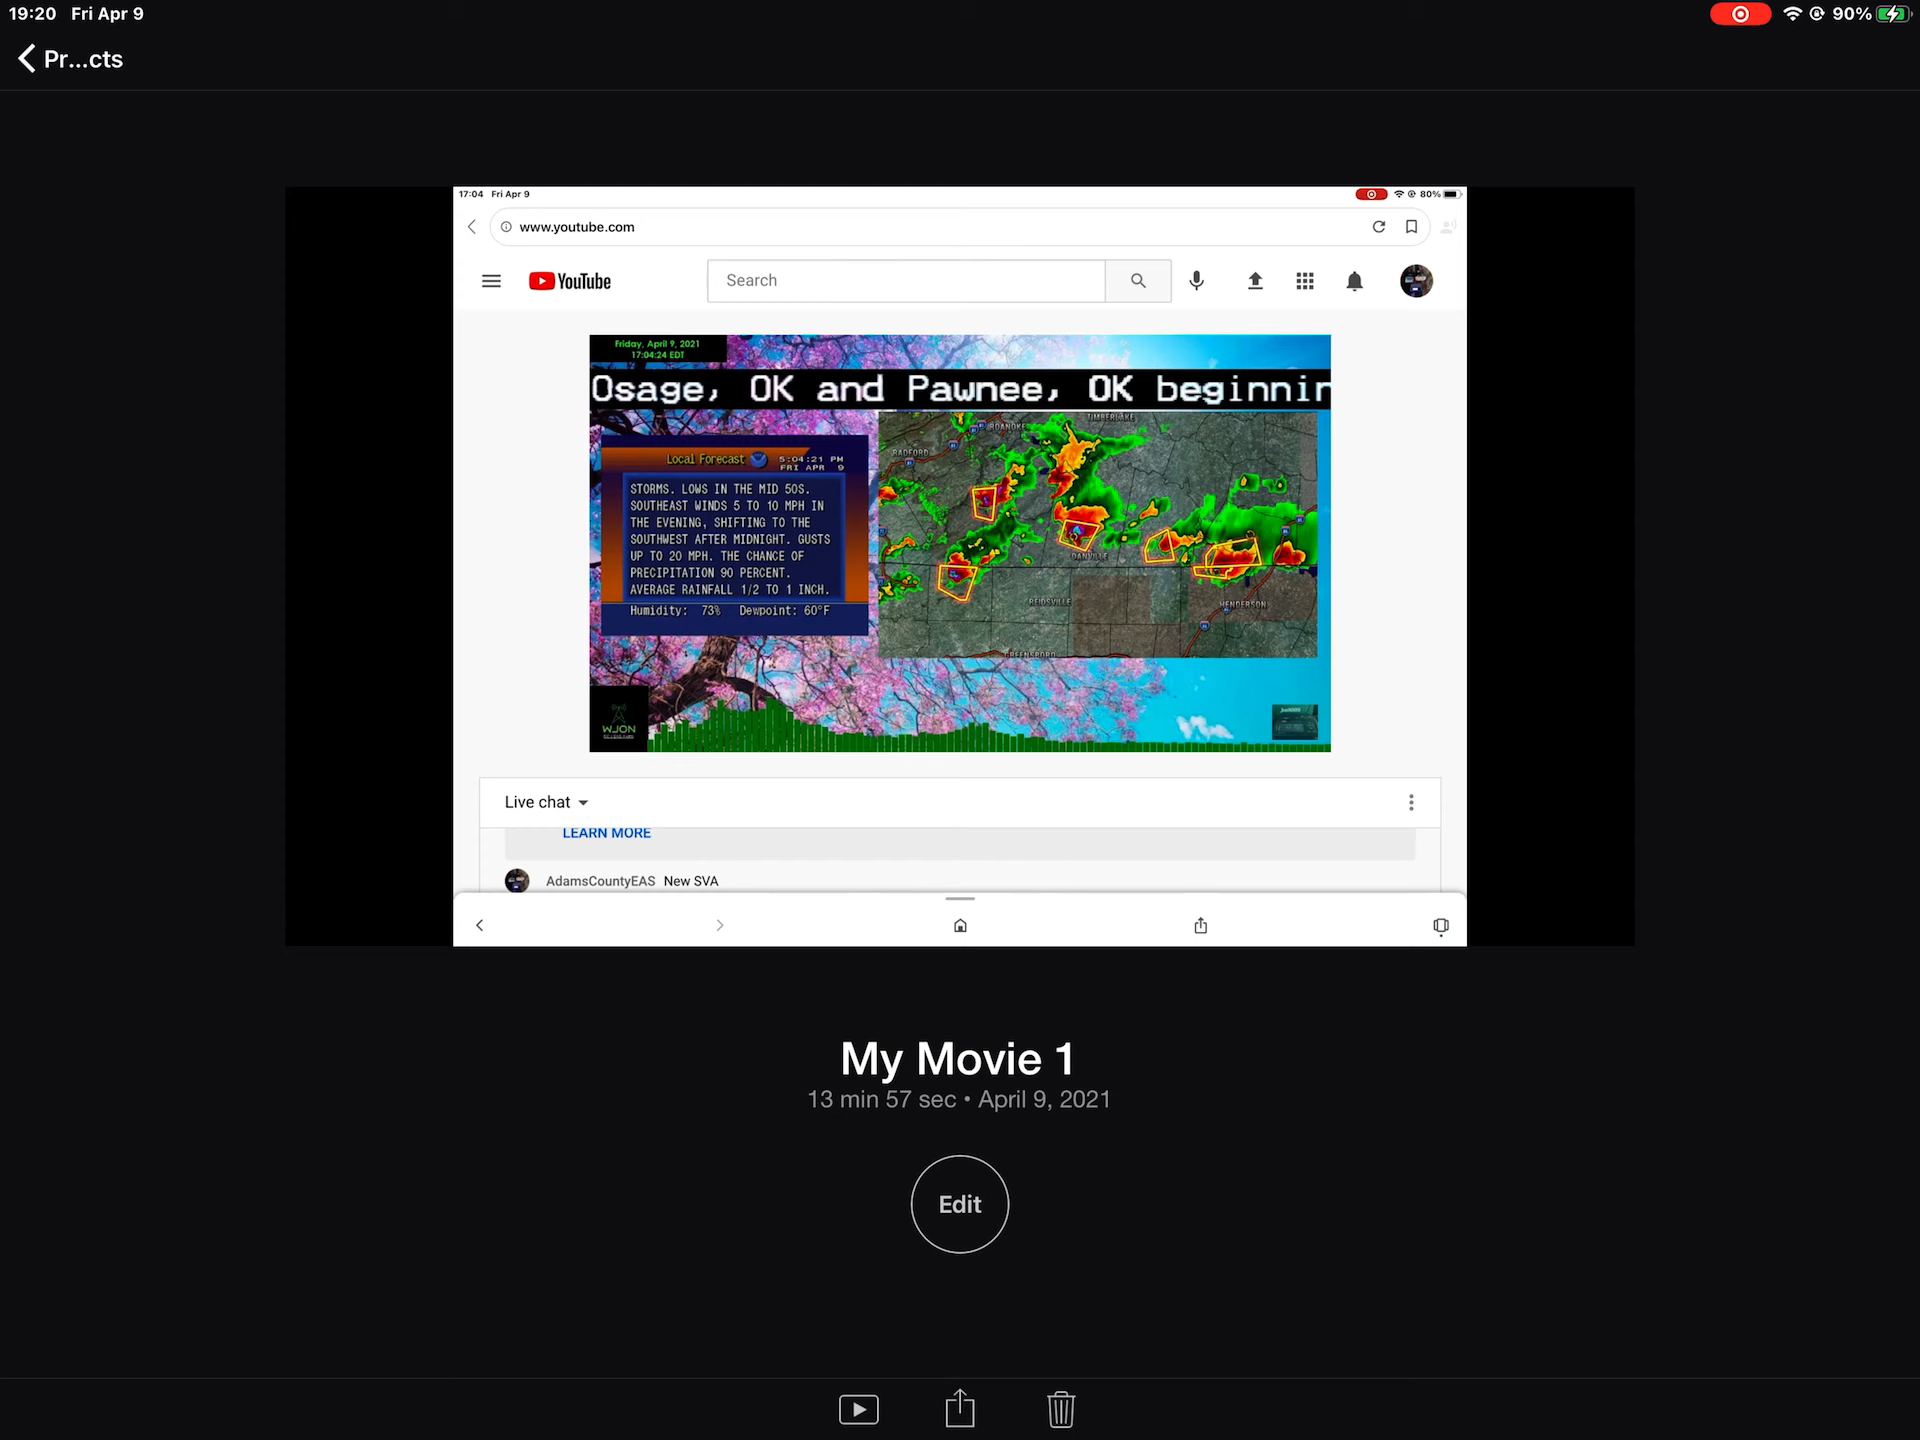 19:20 Fri Apr 9
90%
Pr...cts
17:04 Fri Apr 9
80%
www.youtube.com
YouTube
Search
Friday, April 9, 2021
17:04:24 EDT
Osage, OK and Pawnee, OK beginnin
Local Forecast
5:04:21 PM
FRI APR 9
STORMS. LOWS IN THE MID 50S.
SOUTHEAST WINDS 5 TO 10 MPH IN
THE EVENING, SHIFTING TO THE
SOUTHWEST AFTER MIDNIGHT. GUSTS
UP TO 20 MPH. THE CHANCE OF
PRECIPITATION 90 PERCENT.
AVERAGE RAINFALL 1/2 TO 1 INCH.
Humidity: 73% Dewpoint: 60°F
TIMBERLAKE
ROANOKE
RADFORD
DANVILLE
REIDSVILLE
HENDERSON
GREENSBORO
WJON
Live chat
LEARN MORE
AdamsCountyEAS New SVA
My Movie 1
13 min 57 sec • April 9, 2021
Edit